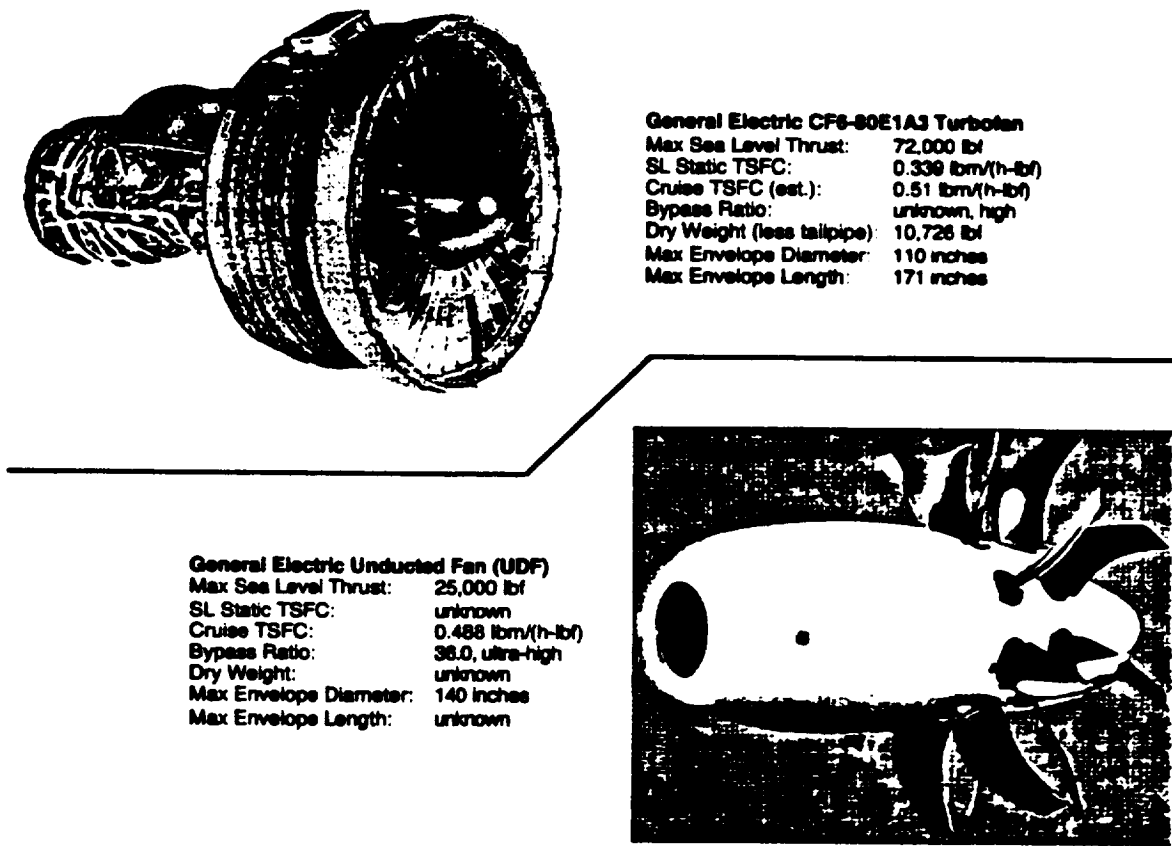 General Electric CF6-80E1A3 Turbofan
Max Sea Level Thrust: 72,000 lbf
SL Static TSFC: 0.339 lbm/(h-lbf)
Cruise TSFC (est.): 0.51 lbm/(h-lbf)
Bypass Ratio: unknown, high
Dry Weight (less tailpipe): 10,726 lbf
Max Envelope Diameter: 110 inches
Max Envelope Length: 171 inches
General Electric Unducted Fan (UDF)
Max Sea Level Thrust: 25,000 lbf
SL Static TSFC: unknown
Cruise TSFC: 0.488 lbm/(h-lbf)
Bypass Ratio: 36.0, ultra-high
Dry Weight: unknown
Max Envelope Diameter: 140 inches
Max Envelope Length: unknown